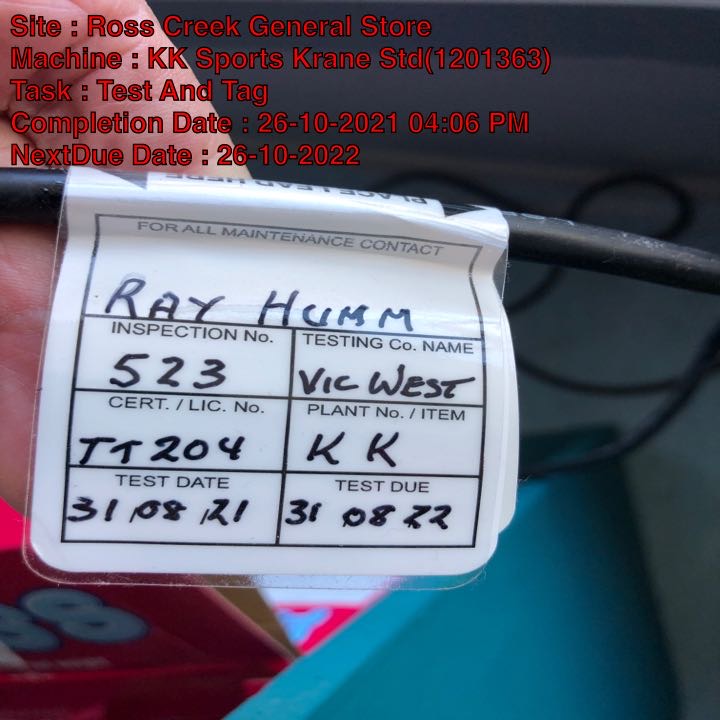 Site : Ross Creek General Store
Machine : KK Sports Krane Std(1201363)
Task : Test And Tag
Completion Date : 26-10-2021 04:06 PM
NextDue Date : 26-10-2022
PLACE LEAD HERE
FOR ALL MAINTENANCE CONTACT
RAY HUMM
INSPECTION No. TESTING Co. NAME
523 VIC WEST
CERT. / LIC. No. PLANT No. / ITEM
TT204 KK
TEST DATE TEST DUE
31 08 21 31 08 22